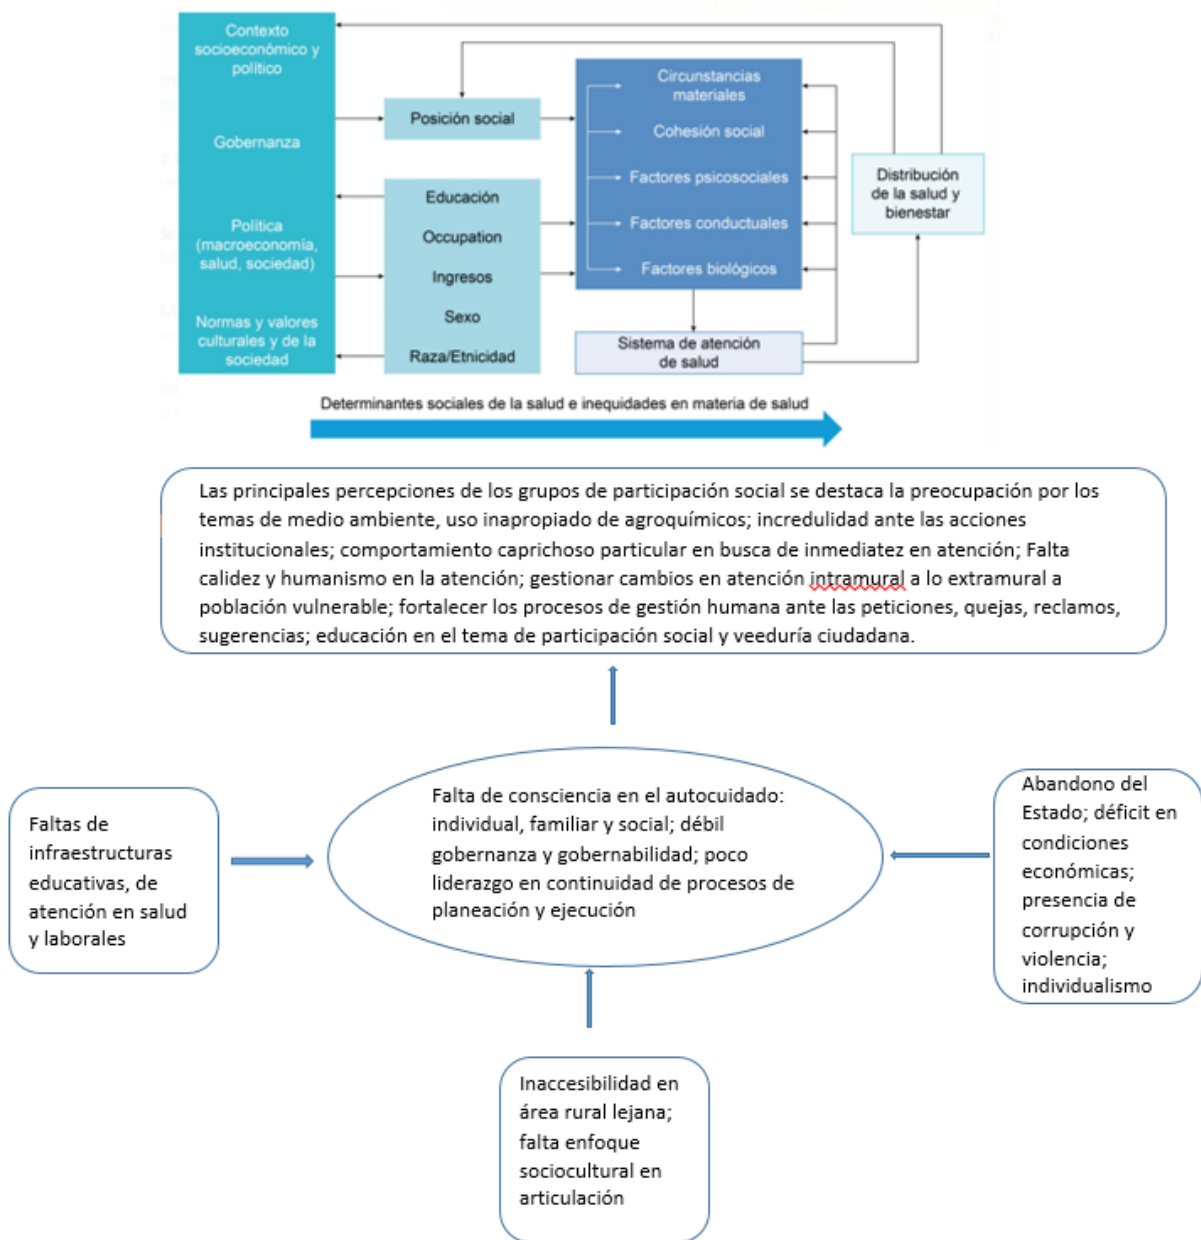 Contexto
socioeconómico y
político
Gobernanza
Política
(macroeconomía,
salud, sociedad)
Normas y valores
culturales y de la
sociedad
Posición social
Educación
Occupation
Ingresos
Sexo
Raza/Etnicidad
Circunstancias
materiales
Cohesión social
Factores psicosociales
Factores conductuales
Factores biológicos
Sistema de atención
de salud
Distribución
de la salud y
bienestar
Determinantes sociales de la salud e inequidades en materia de salud
Las principales percepciones de los grupos de participación social se destaca la preocupación por los
temas de medio ambiente, uso inapropiado de agroquímicos; incredulidad ante las acciones
institucionales; comportamiento caprichoso particular en busca de inmediatez en atención; Falta
calidez y humanismo en la atención; gestionar cambios en atención intramural a lo extramural a
población vulnerable; fortalecer los procesos de gestión humana ante las peticiones, quejas, reclamos,
sugerencias; educación en el tema de participación social y veeduría ciudadana.
Faltas de
infraestructuras
educativas, de
atención en salud
y laborales
Falta de consciencia en el autocuidado:
individual, familiar y social; débil
gobernanza y gobernabilidad; poco
liderazgo en continuidad de procesos de
planeación y ejecución
Abandono del
Estado; déficit en
condiciones
económicas;
presencia de
corrupción y
violencia;
individualismo
Inaccesibilidad en
área rural lejana;
falta enfoque
sociocultural en
articulación